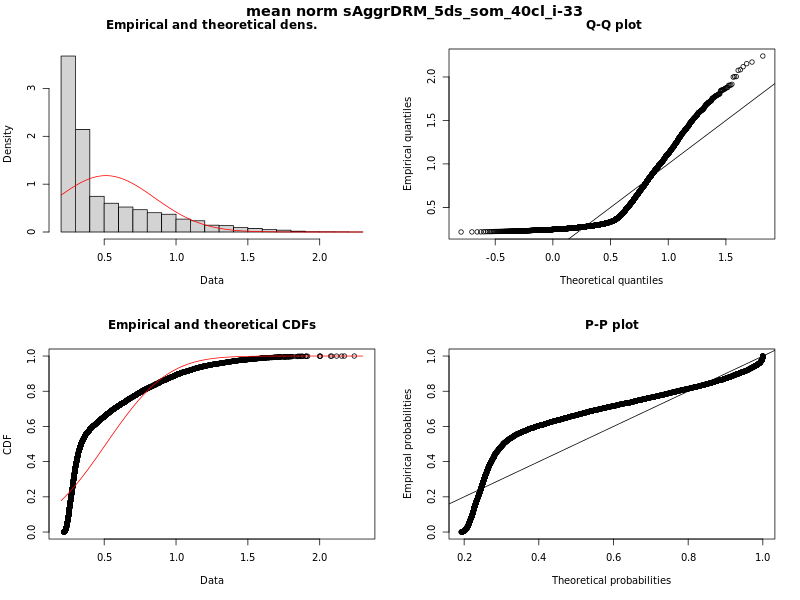 mean norm sAggrDRM_5ds_som_40cl_i-33
Empirical and theoretical dens.
Density
0 1 2 3
0.5 1.0 1.5 2.0
Data
Q-Q plot
Empirical quantiles
0.5 1.0 1.5 2.0
-0.5 0.0 0.5 1.0 1.5
Theoretical quantiles
Empirical and theoretical CDFs
CDF
0.0 0.2 0.4 0.6 0.8 1.0
0.5 1.0 1.5 2.0
Data
P-P plot
Empirical probabilities
0.0 0.2 0.4 0.6 0.8 1.0
0.2 0.4 0.6 0.8 1.0
Theoretical probabilities